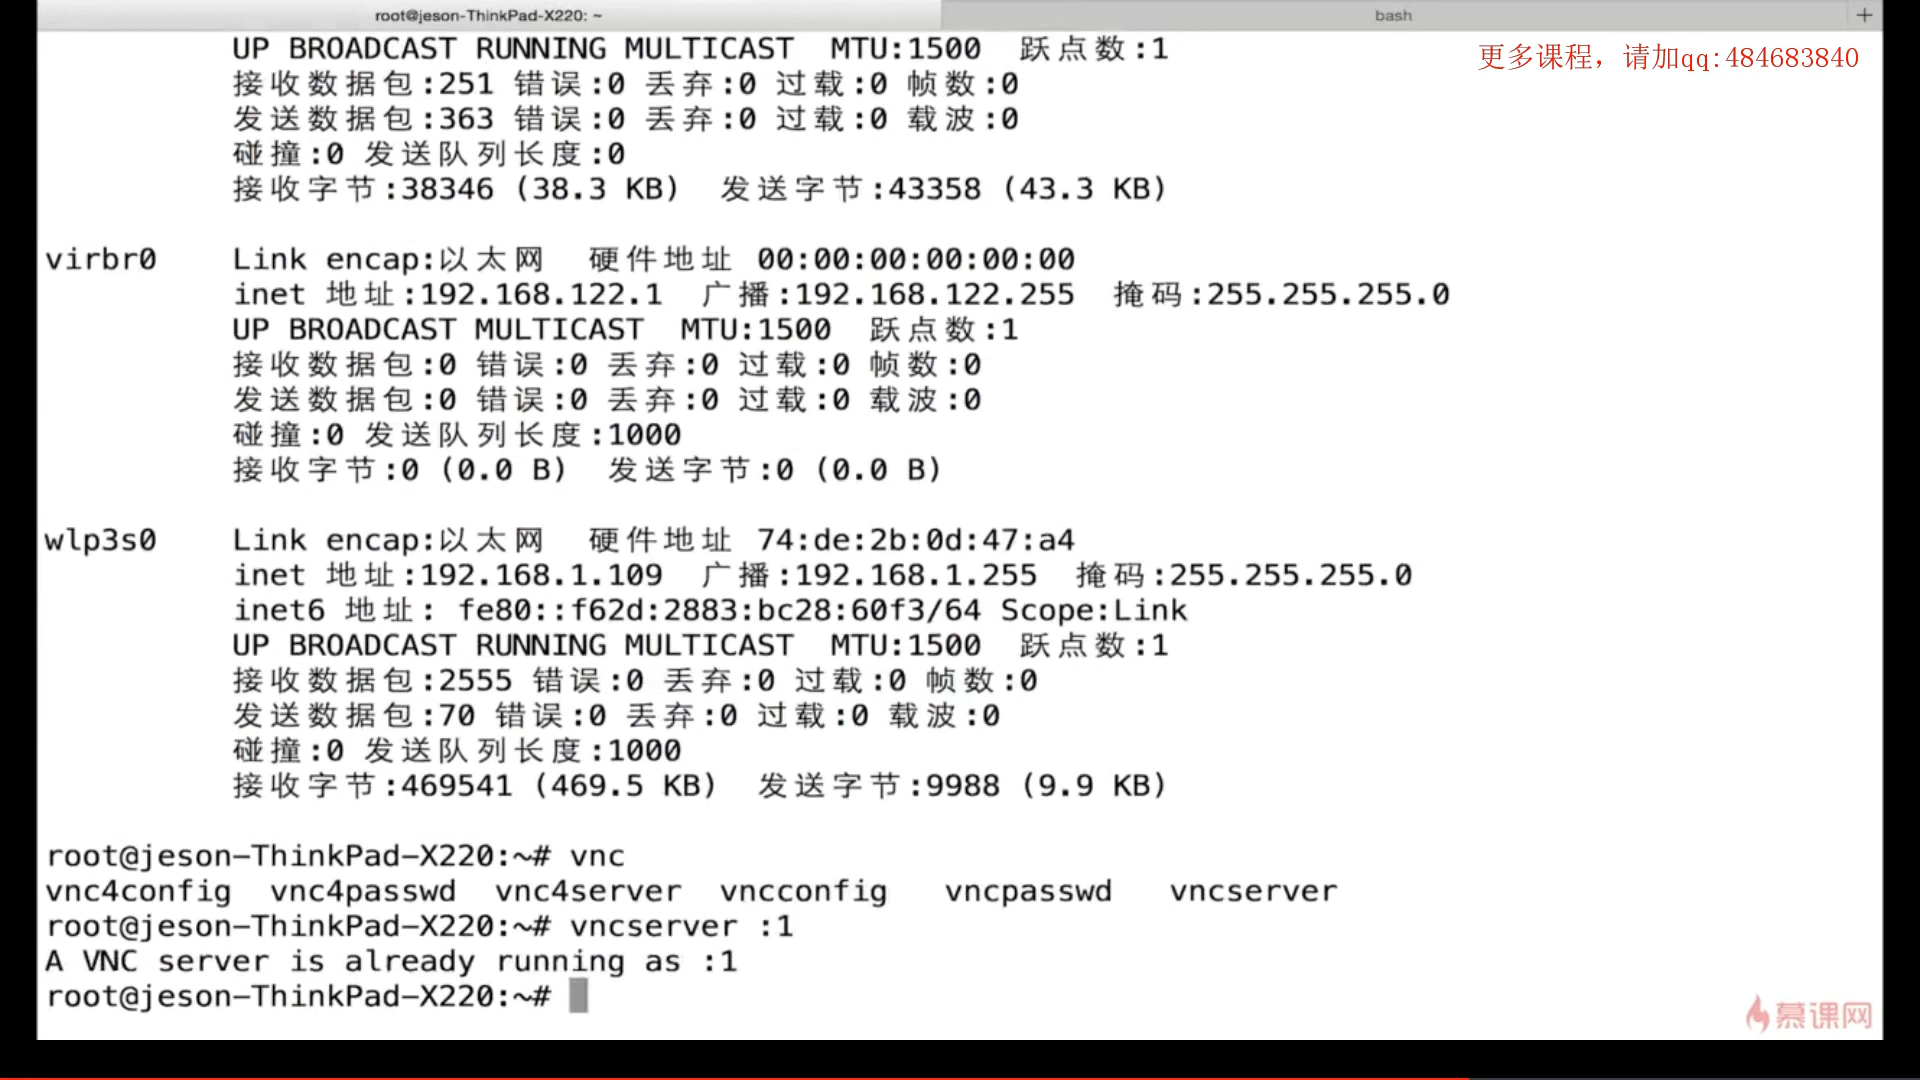 root@jeson-ThinkPad-X220: ~
bash
+
更多课程，请加qq:484683840
UP BROADCAST RUNNING MULTICAST  MTU:1500  跃点数:1
接收数据包:251 错误:0 丢弃:0 过载:0 帧数:0
发送数据包:363 错误:0 丢弃:0 过载:0 载波:0
碰撞:0 发送队列长度:0
接收字节:38346 (38.3 KB)  发送字节:43358 (43.3 KB)
virbr0    Link encap:以太网  硬件地址 00:00:00:00:00:00
inet 地址:192.168.122.1  广播:192.168.122.255  掩码:255.255.255.0
UP BROADCAST MULTICAST  MTU:1500  跃点数:1
接收数据包:0 错误:0 丢弃:0 过载:0 帧数:0
发送数据包:0 错误:0 丢弃:0 过载:0 载波:0
碰撞:0 发送队列长度:1000
接收字节:0 (0.0 B)  发送字节:0 (0.0 B)
wlp3s0    Link encap:以太网  硬件地址 74:de:2b:0d:47:a4
inet 地址:192.168.1.109  广播:192.168.1.255  掩码:255.255.255.0
inet6 地址: fe80::f62d:2883:bc28:60f3/64 Scope:Link
UP BROADCAST RUNNING MULTICAST  MTU:1500  跃点数:1
接收数据包:2555 错误:0 丢弃:0 过载:0 帧数:0
发送数据包:70 错误:0 丢弃:0 过载:0 载波:0
碰撞:0 发送队列长度:1000
接收字节:469541 (469.5 KB)  发送字节:9988 (9.9 KB)
root@jeson-ThinkPad-X220:~# vnc
vnc4config  vnc4passwd  vnc4server  vncconfig   vncpasswd   vncserver
root@jeson-ThinkPad-X220:~# vncserver :1
A VNC server is already running as :1
root@jeson-ThinkPad-X220:~#
慕课网